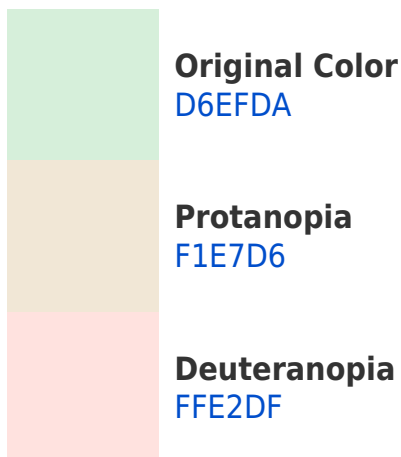 Original Color
D6EFDA
Protanopia
F1E7D6
Deuteranopia
FFE2DF